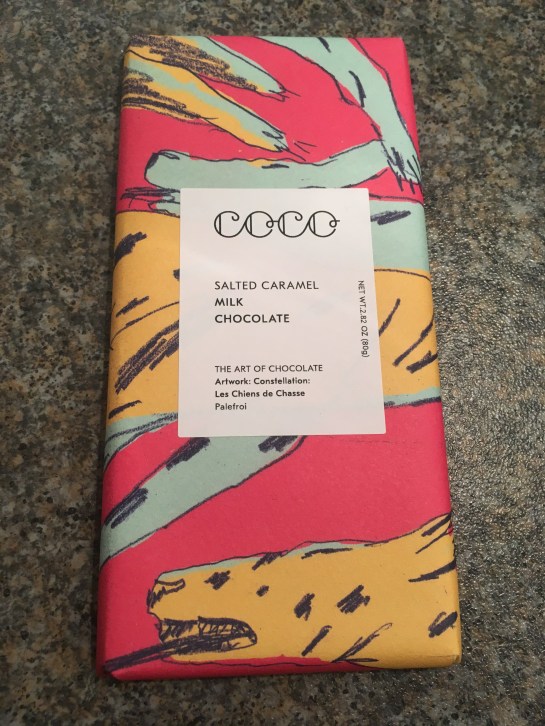 COCO
SALTED CARAMEL
MILK
CHOCOLATE
NET WT.2.82 OZ (80g)
THE ART OF CHOCOLATE
Artwork: Constellation:
Les Chiens de Chasse
Palefroi